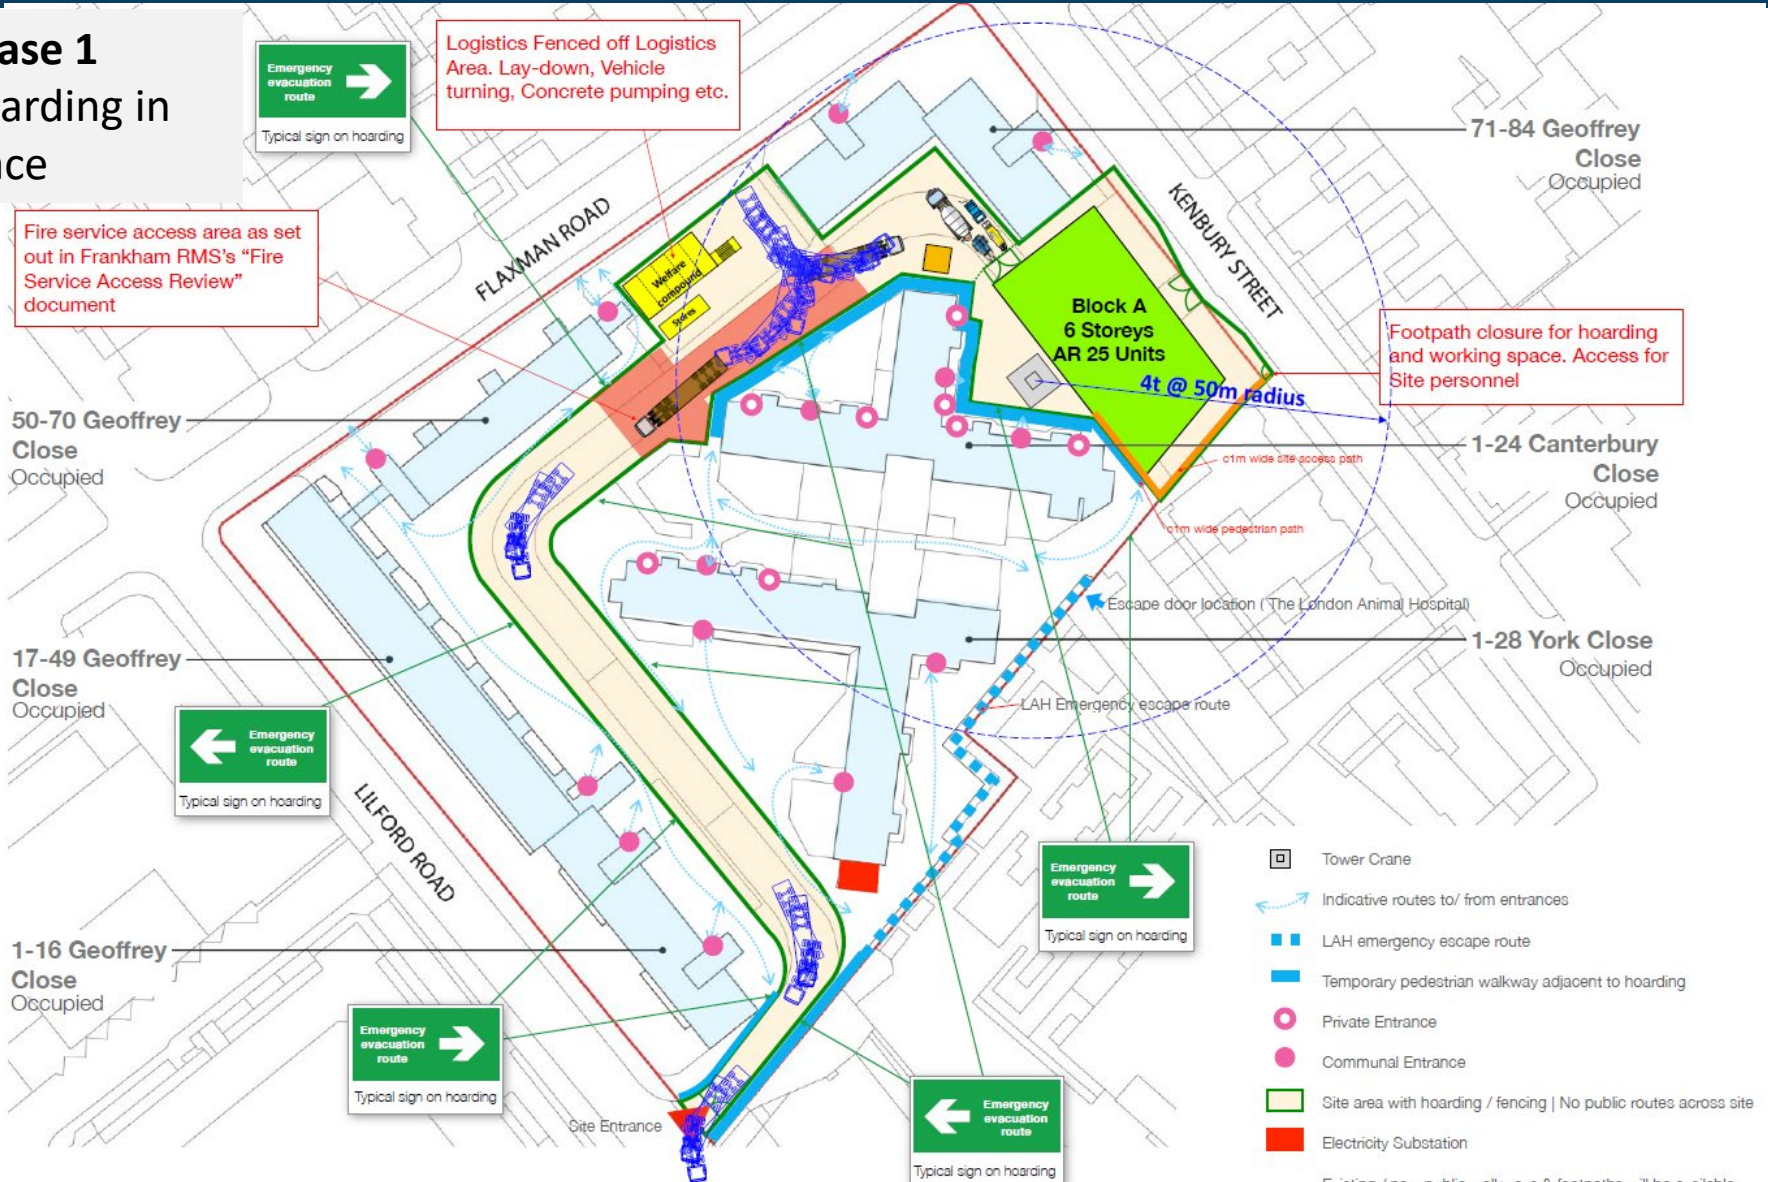 ase 1
arding in
ce
Emergency
evacuation
route
Typical sign on hoarding
Logistics Fenced off Logistics
Area. Lay-down, Vehicle
turning, Concrete pumping etc.
Fire service access area as set
out in Frankham RMS's “Fire
Service Access Review”
document
FLAXMAN ROAD
KENBURY STREET
71-84 Geoffrey
Close
Occupied
Welfare
compound
Stores
Block A
6 Storeys
AR 25 Units
4t @ 50m radius
Footpath closure for hoarding
and working space. Access for
Site personnel
50-70 Geoffrey
Close
Occupied
1-24 Canterbury
Close
Occupied
c1m wide site access path
c1m wide pedestrian path
Escape door location ( The London Animal Hospital)
17-49 Geoffrey
Close
Occupied
1-28 York Close
Occupied
LAH Emergency escape route
Emergency
evacuation
route
Typical sign on hoarding
LILFORD ROAD
Emergency
evacuation
route
Typical sign on hoarding
1-16 Geoffrey
Close
Occupied
Emergency
evacuation
route
Typical sign on hoarding
Site Entrance
Emergency
evacuation
route
Typical sign on hoarding
Tower Crane
Indicative routes to/ from entrances
LAH emergency escape route
Temporary pedestrian walkway adjacent to hoarding
Private Entrance
Communal Entrance
Site area with hoarding / fencing | No public routes across site
Electricity Substation